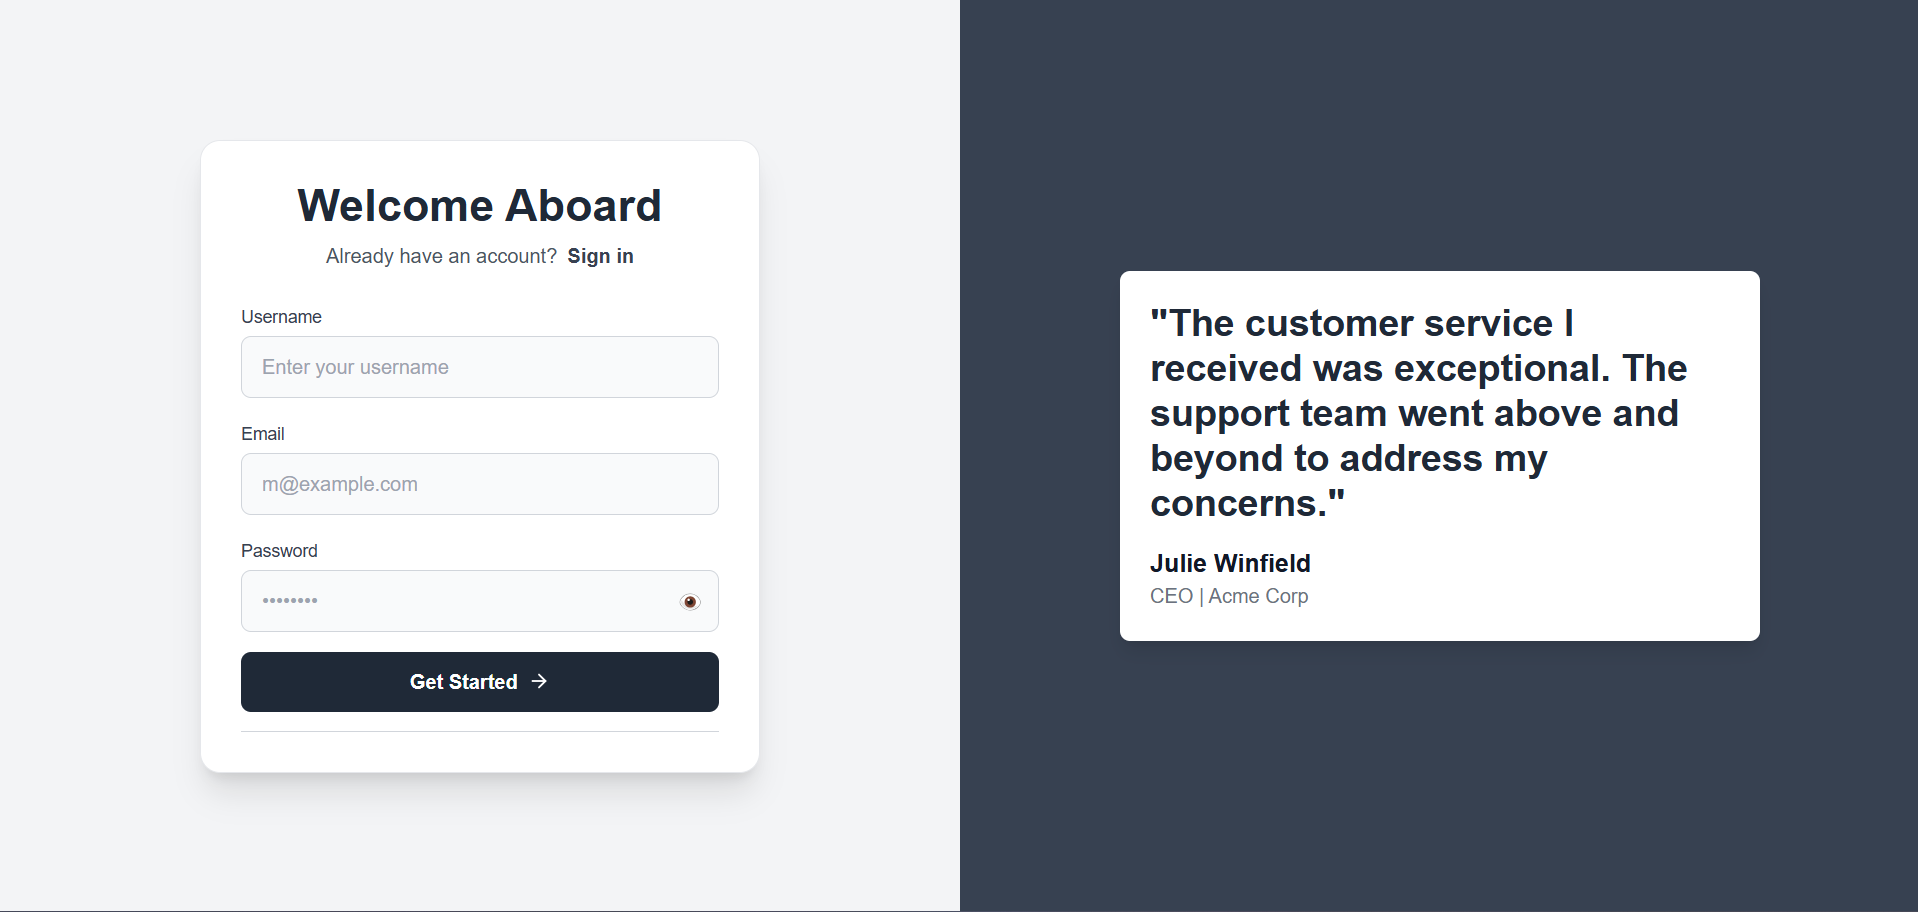 Welcome Aboard
Already have an account? Sign in
Username
Enter your username
Email
m@example.com
Password
••••••••
Get Started →
"The customer service I
received was exceptional. The
support team went above and
beyond to address my
concerns."
Julie Winfield
CEO | Acme Corp